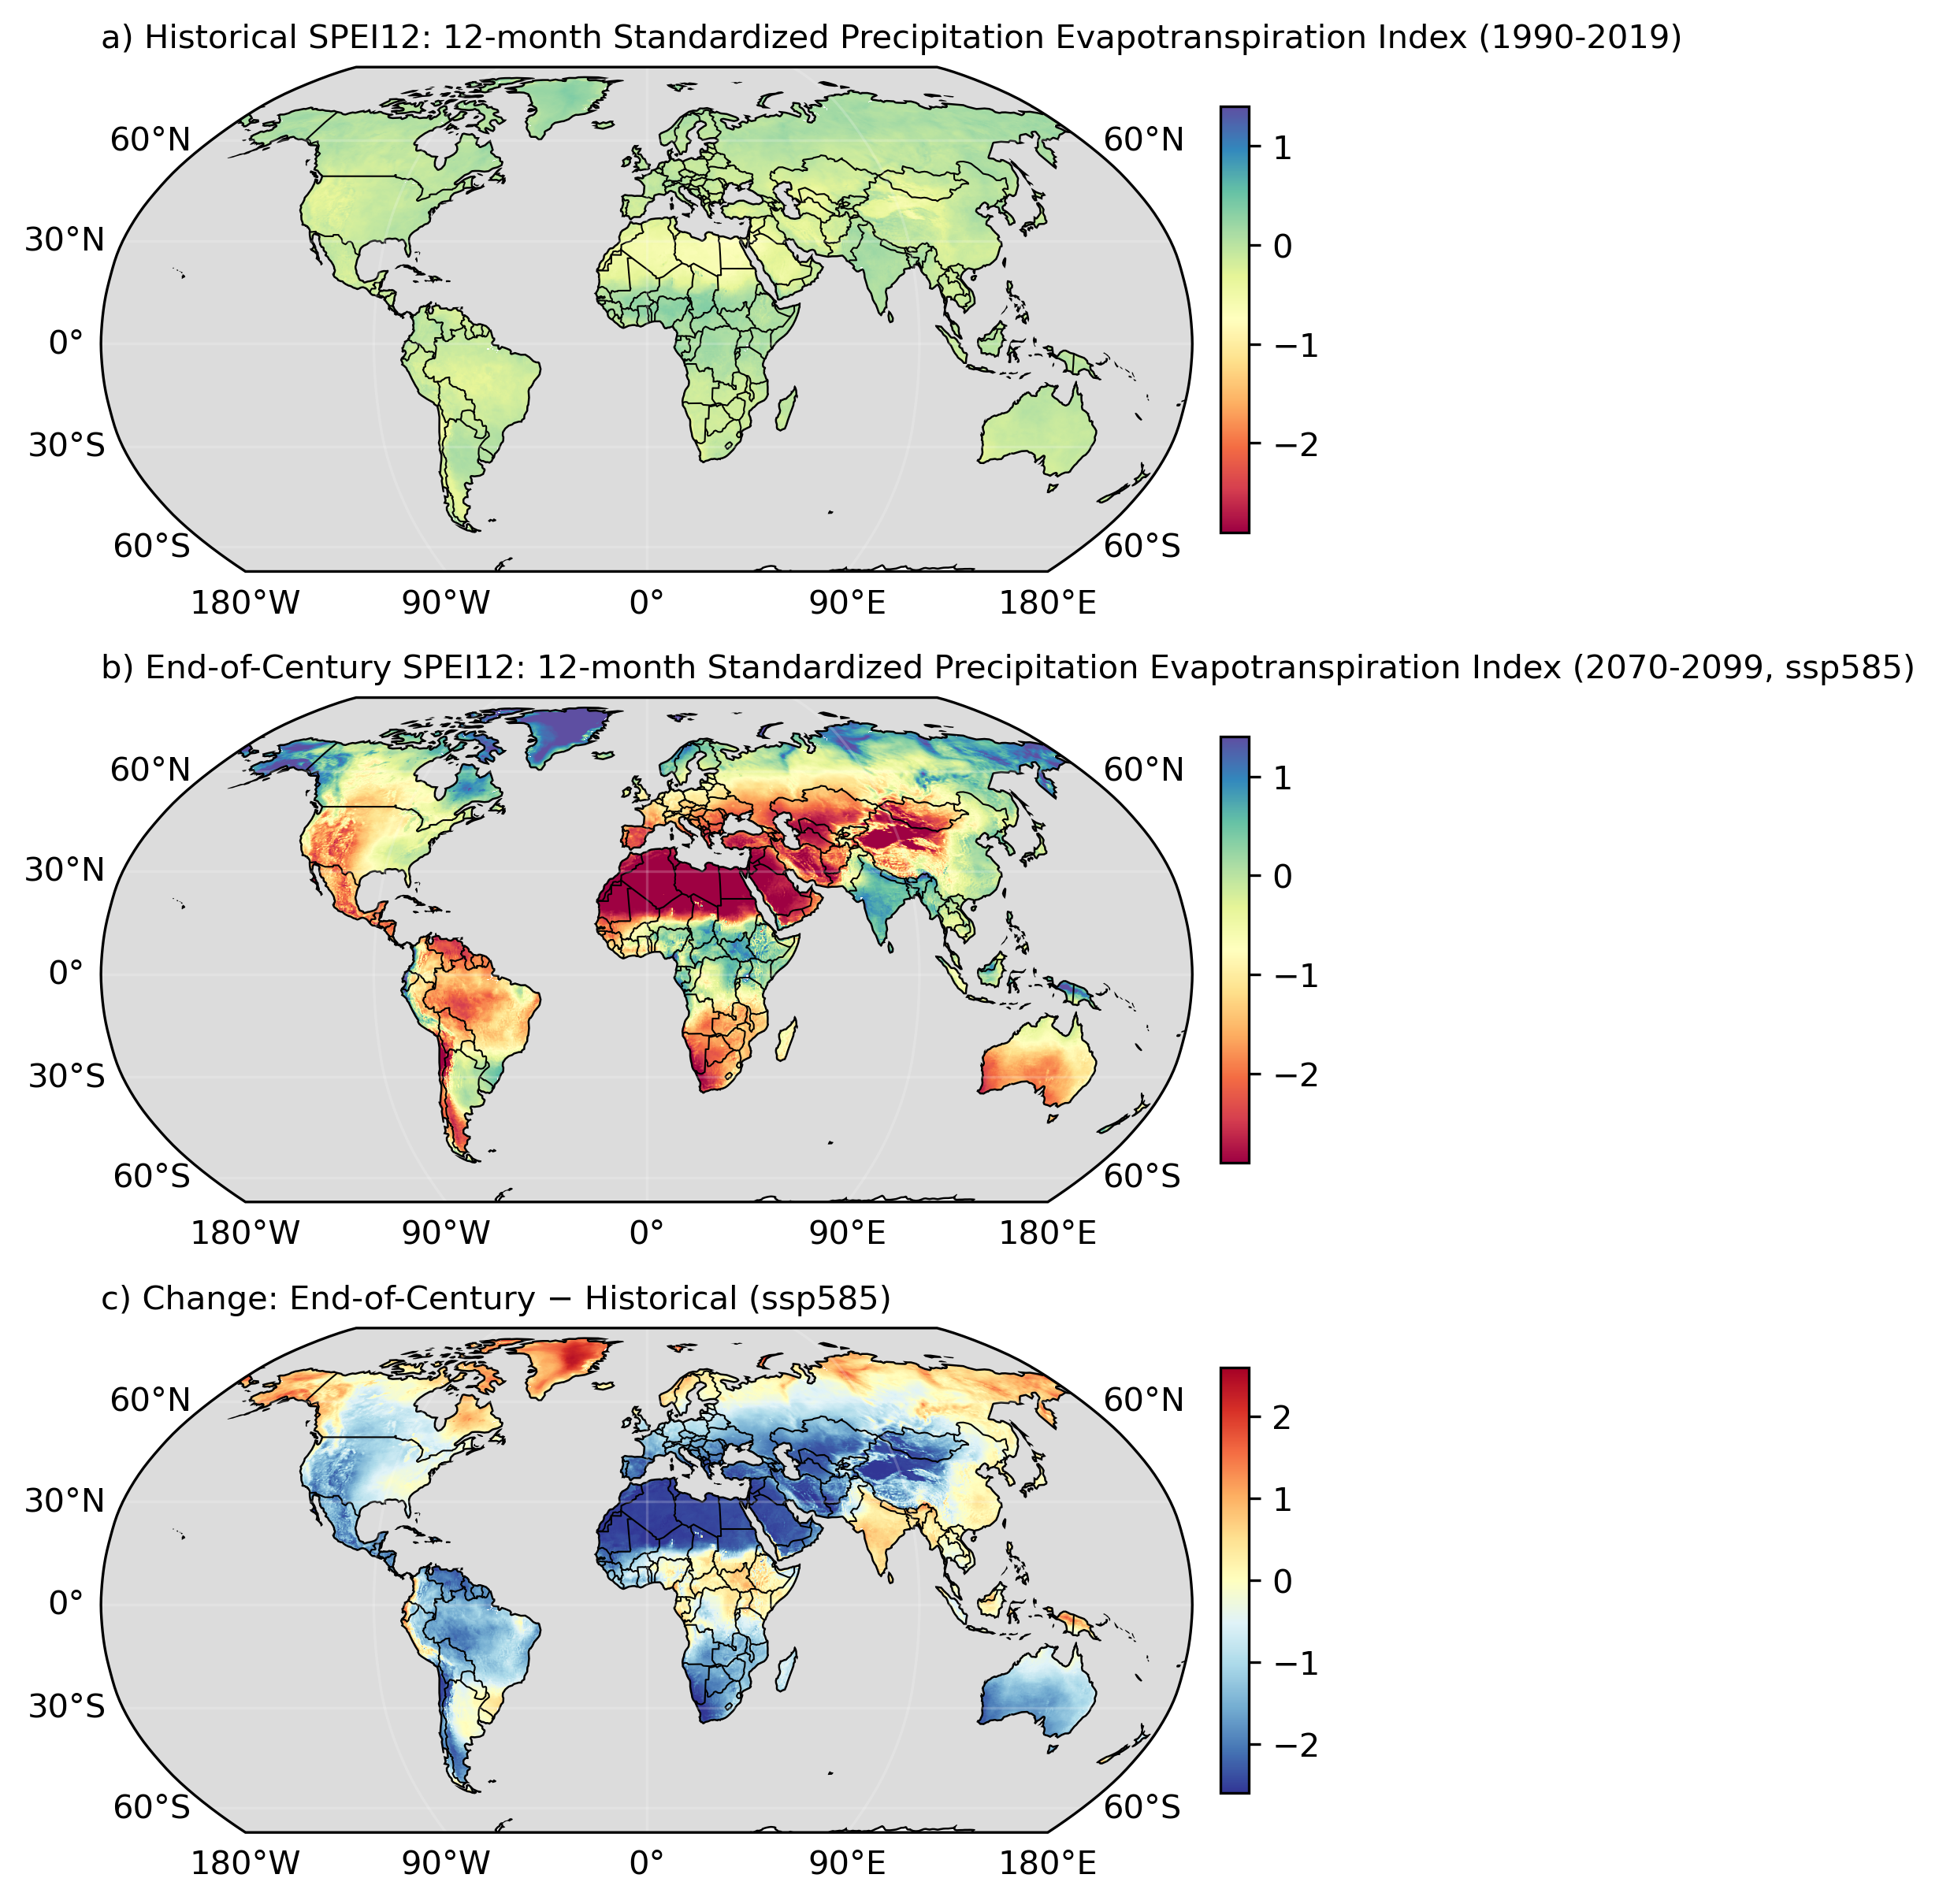 a) Historical SPEI12: 12-month Standardized Precipitation Evapotranspiration Index (1990-2019)
60°N
60°N
30°N
0°
30°S
60°S
60°S
180°W
90°W
0°
90°E
180°E
1
0
−1
−2
b) End-of-Century SPEI12: 12-month Standardized Precipitation Evapotranspiration Index (2070-2099, ssp585)
60°N
60°N
30°N
0°
30°S
60°S
60°S
180°W
90°W
0°
90°E
180°E
1
0
−1
−2
c) Change: End-of-Century − Historical (ssp585)
60°N
60°N
30°N
0°
30°S
60°S
60°S
180°W
90°W
0°
90°E
180°E
2
1
0
−1
−2